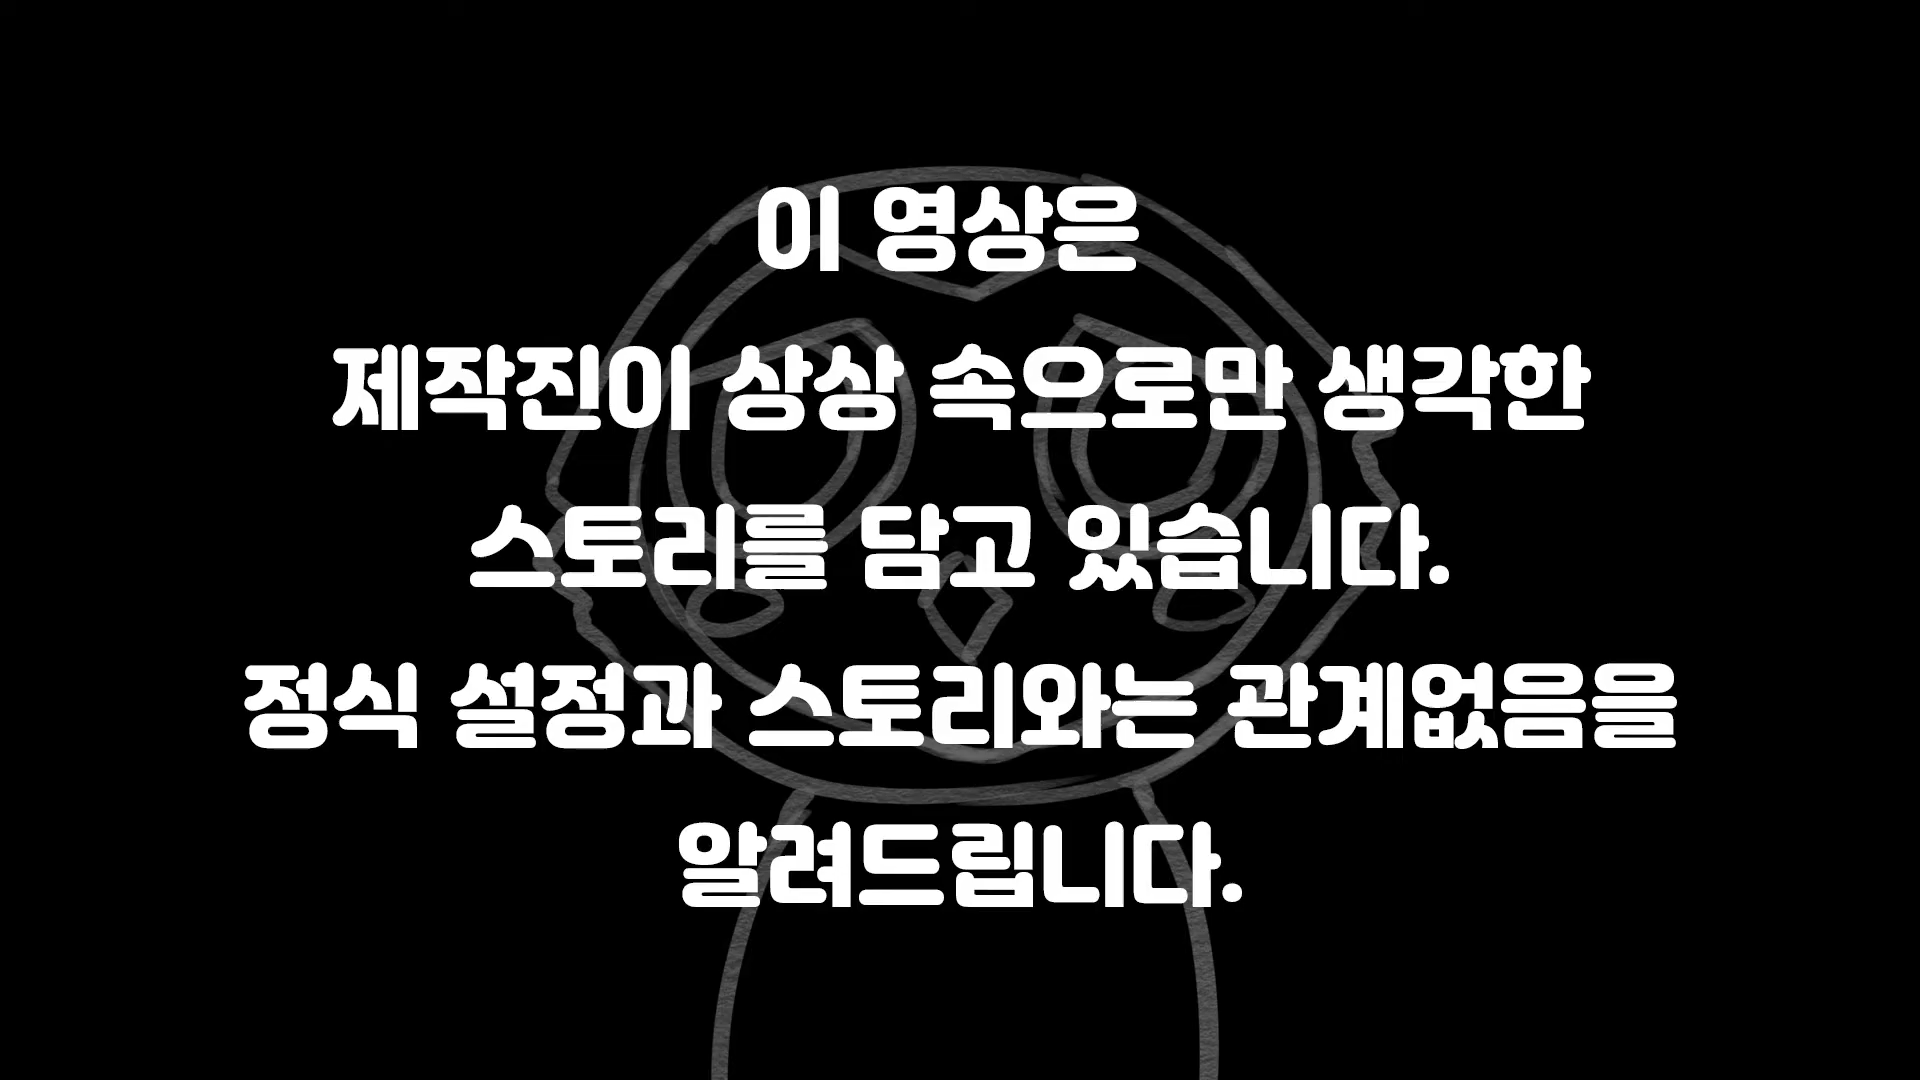 이 영상은
제작진이 상상 속으로만 생각한
스토리를 담고 있습니다.
정식 설정과 스토리와는 관계없음을
알려드립니다.